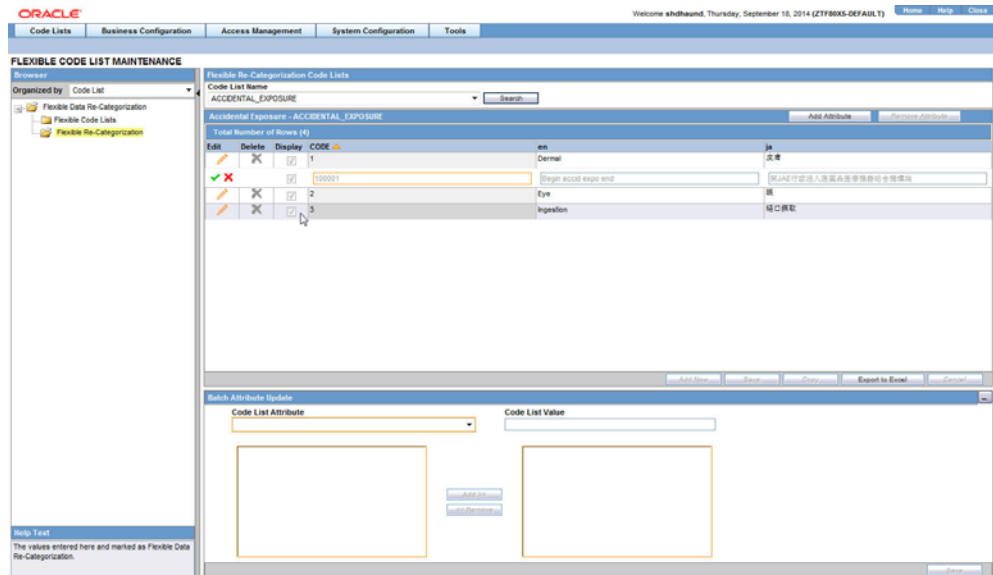 ORACLE
Welcome shdhaund, Thursday, September 18, 2014 (ZTF80X5-DEFAULT)
Home Help Close
Code Lists Business Configuration Access Management System Configuration Tools
FLEXIBLE CODE LIST MAINTENANCE
Browser
Organized by Code List
Flexible Data Re-Categorization
Flexible Code Lists
Flexible Re-Categorization
Flexible Re-Categorization Code Lists
Code List Name
ACCIDENTAL_EXPOSURE Search
Accidental Exposure - ACCIDENTAL_EXPOSURE Add Attribute Remove Attribute
Total Number of Rows (4)
Edit Delete Display CODE en ja
1 Dermal 皮膚
100001 Begin accid expo end
2 Eye 眼
3 Ingestion 経口摂取
Add New Save Copy Export to Excel Cancel
Batch Attribute Update
Code List Attribute Code List Value
Add >>
<< Remove
Save
Help Text
The values entered here and marked as Flexible Data
Re-Categorization.